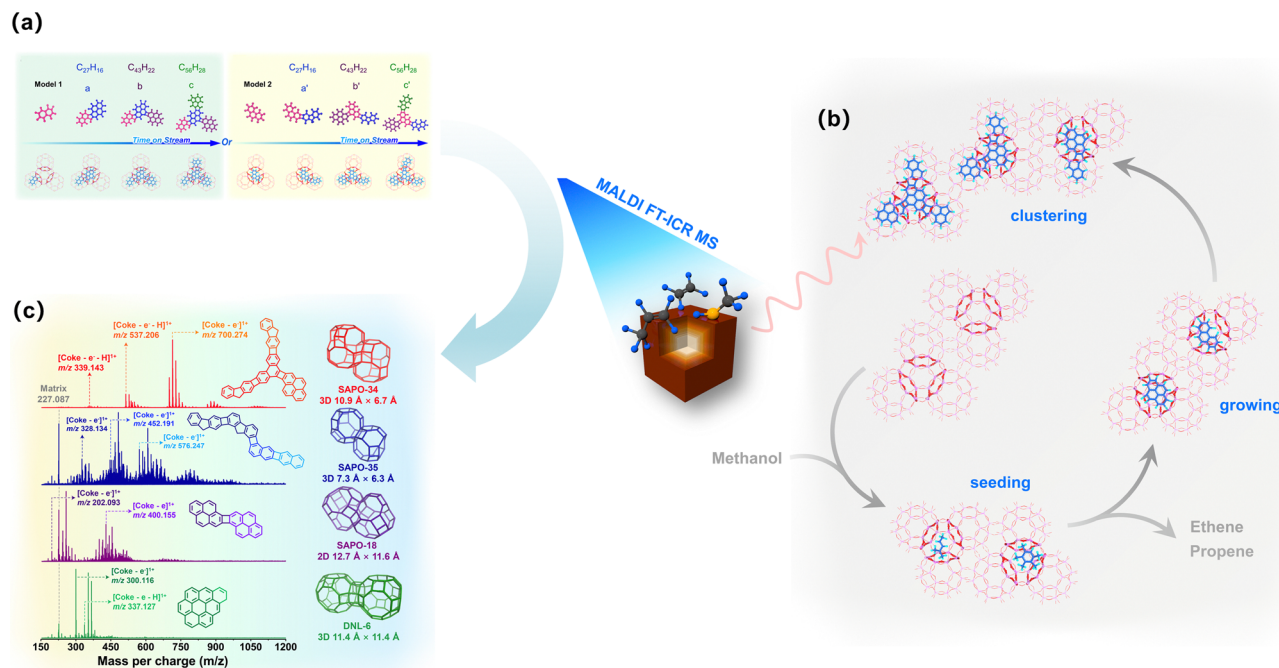 (a)
C27H16
C43H22
C56H28
Model 1
a
b
c
Time on Stream
Or
C27H16
C43H22
C56H28
Model 2
a'
b'
c'
Time on Stream
MALDI FT-ICR MS
(b)
clustering
growing
Methanol
seeding
Ethene
Propene
(c)
[Coke - e⁻ - H]¹⁺
m/z 537.206
[Coke - e⁻]¹⁺
m/z 700.274
[Coke - e⁻ - H]¹⁺
m/z 339.143
Matrix
227.087
SAPO-34
3D 10.9 Å × 6.7 Å
[Coke - e⁻]¹⁺
m/z 328.134
[Coke - e⁻]¹⁺
m/z 452.191
[Coke - e⁻]¹⁺
m/z 576.247
SAPO-35
3D 7.3 Å × 6.3 Å
[Coke - e⁻]¹⁺
m/z 202.093
[Coke - e]¹⁺
m/z 400.155
SAPO-18
2D 12.7 Å × 11.6 Å
[Coke - e⁻]¹⁺
m/z 300.116
[Coke - e - H]¹⁺
m/z 337.127
DNL-6
3D 11.4 Å × 11.4 Å
150 300 450 600 750 900 1050 1200
Mass per charge (m/z)